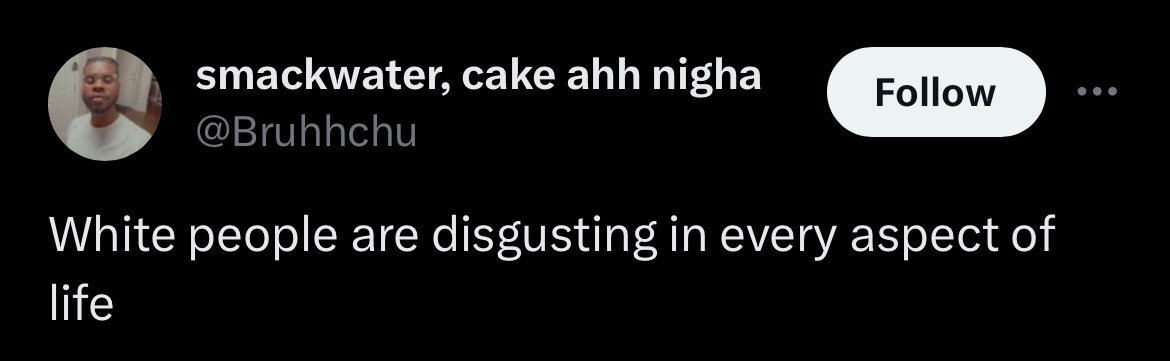 smackwater, cake ahh nigha
@Bruhhchu
Follow
White people are disgusting in every aspect of
life